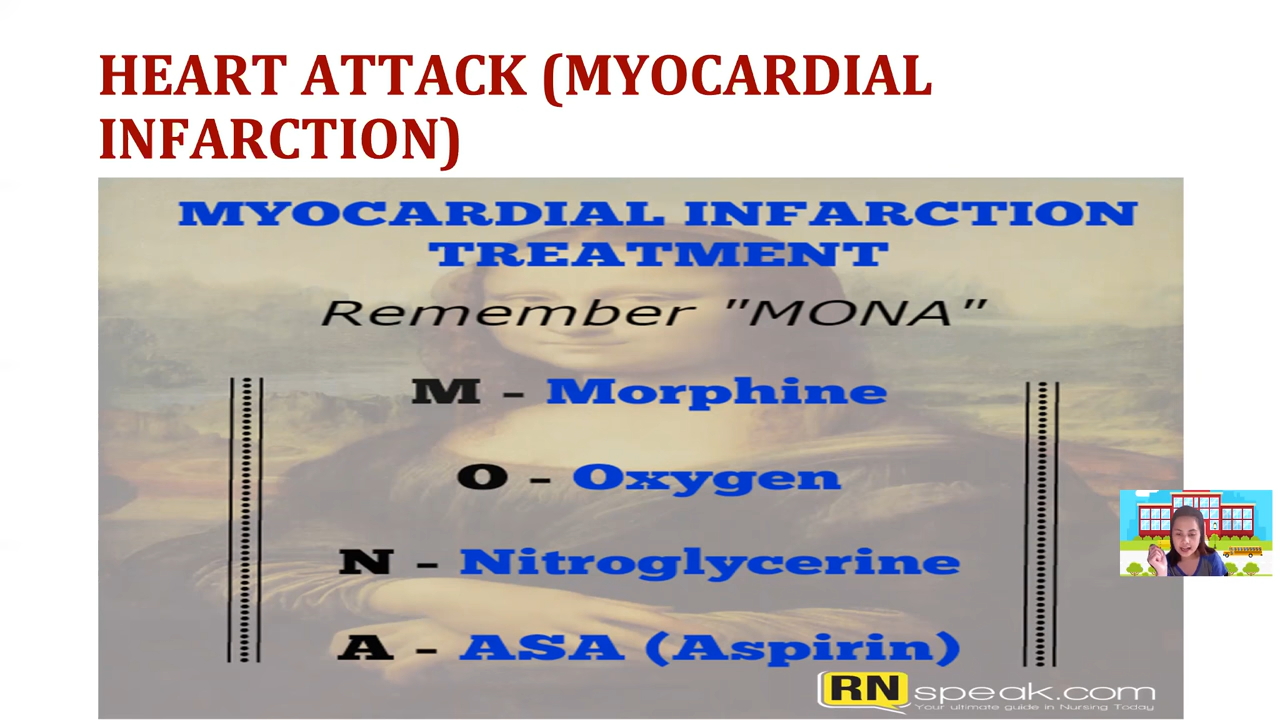 HEART ATTACK (MYOCARDIAL
INFARCTION)
MYOCARDIAL INFARCTION
TREATMENT
Remember "MONA"
M - Morphine
O - Oxygen
N - Nitroglycerine
A - ASA (Aspirin)
RNspeak.com
Your ultimate guide in Nursing Today